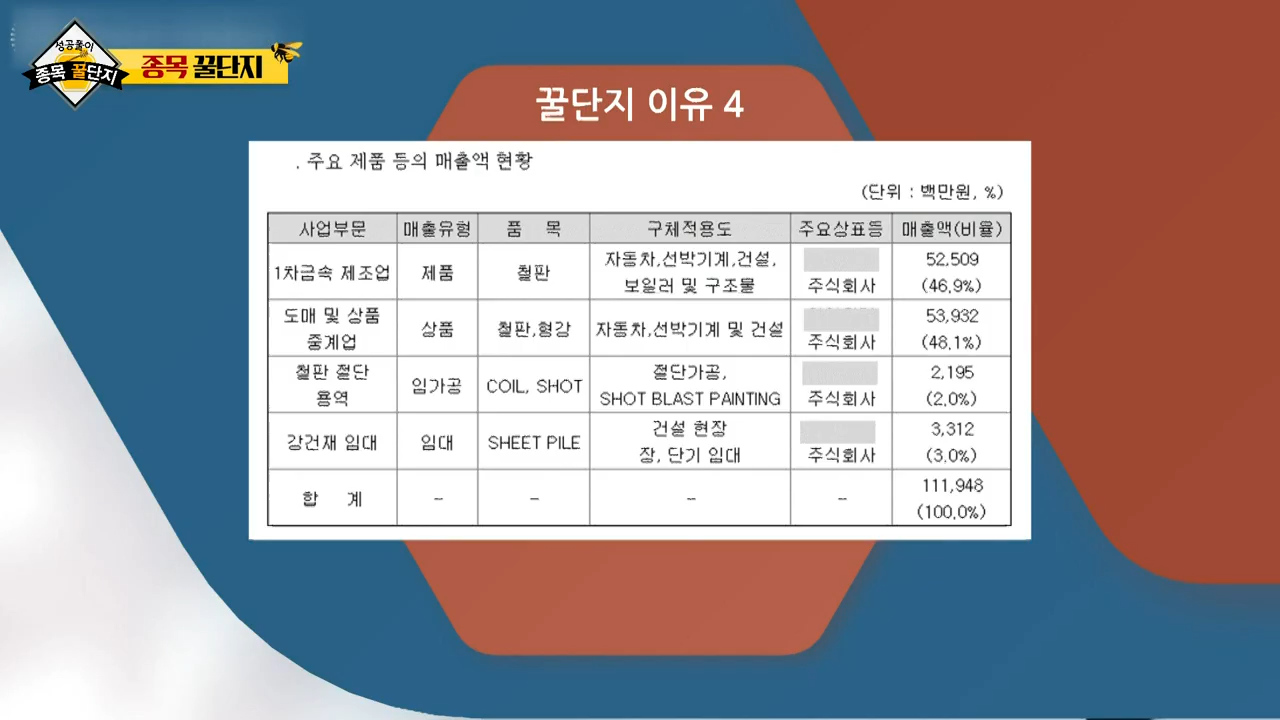 성공좋이
종목 꿀단지
종목 꿀단지
꿀단지 이유 4
. 주요 제품 등의 매출액 현황
(단위 : 백만원, %)
사업부문 매출유형 품 목 구체적용도 주요상표등 매출액(비율)
1차금속 제조업 제품 철판 자동차,선박기계,건설, 보일러 및 구조물 주식회사 52,509 (46.9%)
도매 및 상품 중계업 상품 철판,형강 자동차,선박기계 및 건설 주식회사 53,932 (48.1%)
철판 절단 용역 임가공 COIL, SHOT 절단가공, SHOT BLAST PAINTING 주식회사 2,195 (2.0%)
강건재 임대 임대 SHEET PILE 건설 현장 장, 단기 임대 주식회사 3,312 (3.0%)
합 계 - - - - 111,948 (100.0%)